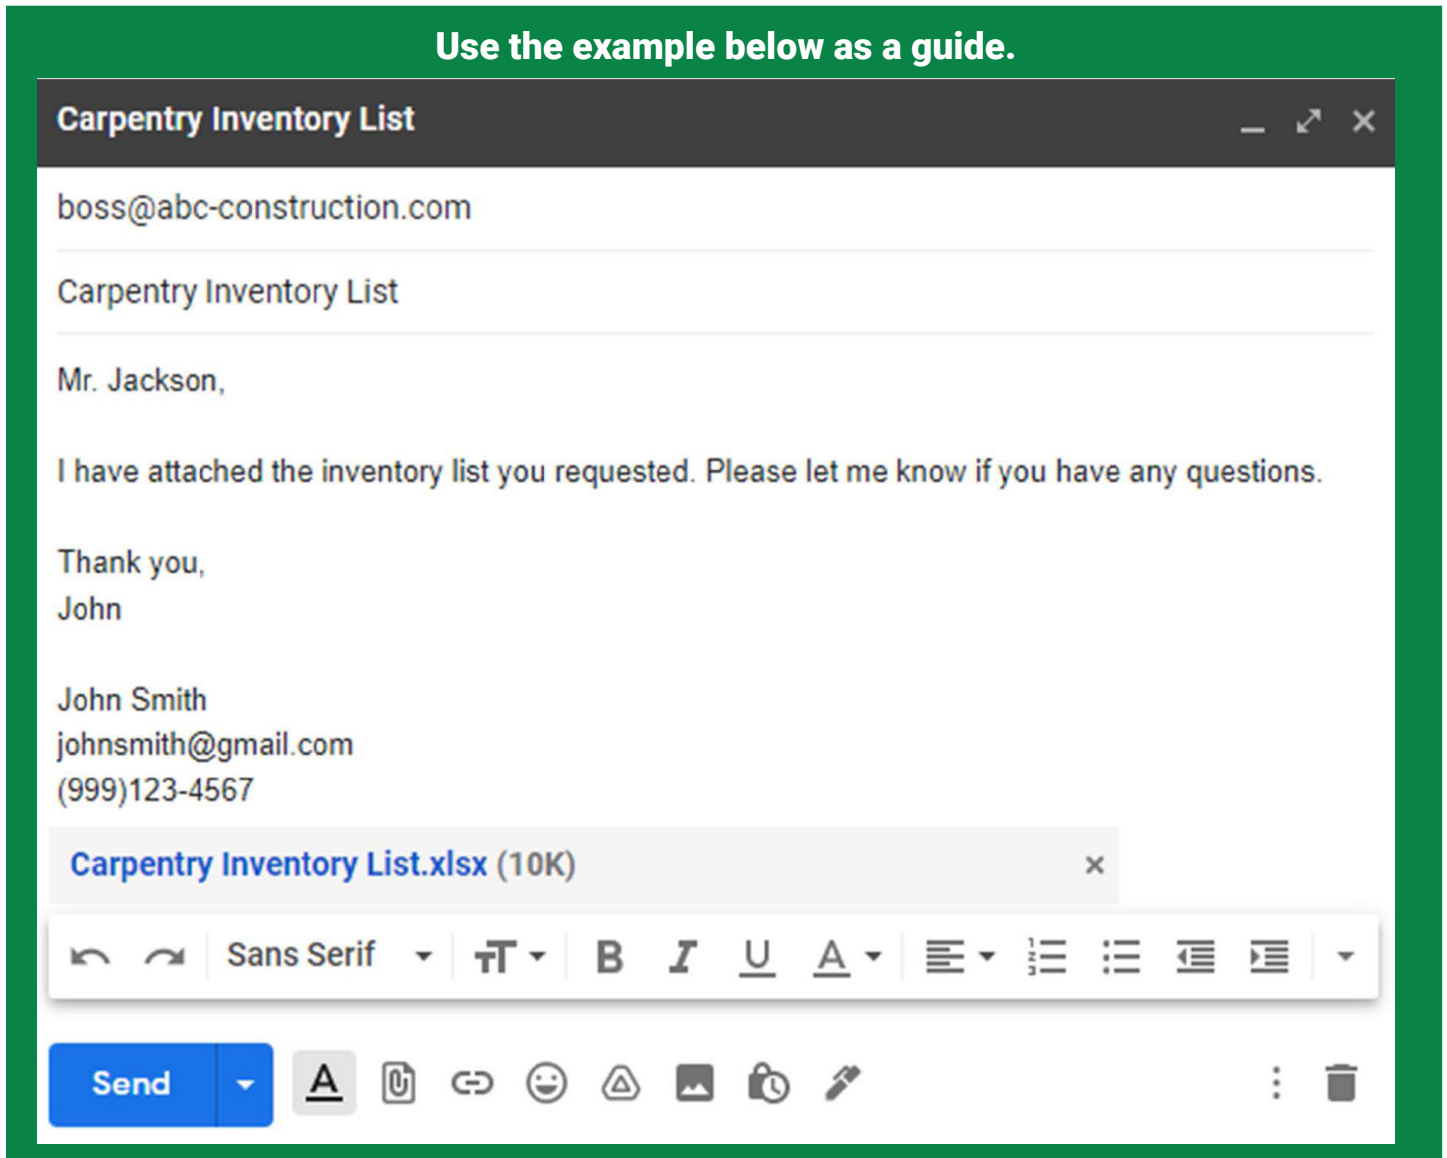 Use the example below as a guide.
Carpentry Inventory List
boss@abc-construction.com
Carpentry Inventory List
Mr. Jackson,
I have attached the inventory list you requested. Please let me know if you have any questions.
Thank you,
John
John Smith
johnsmith@gmail.com
(999)123-4567
Carpentry Inventory List.xlsx (10K)
Sans Serif TT B I U A
Send A